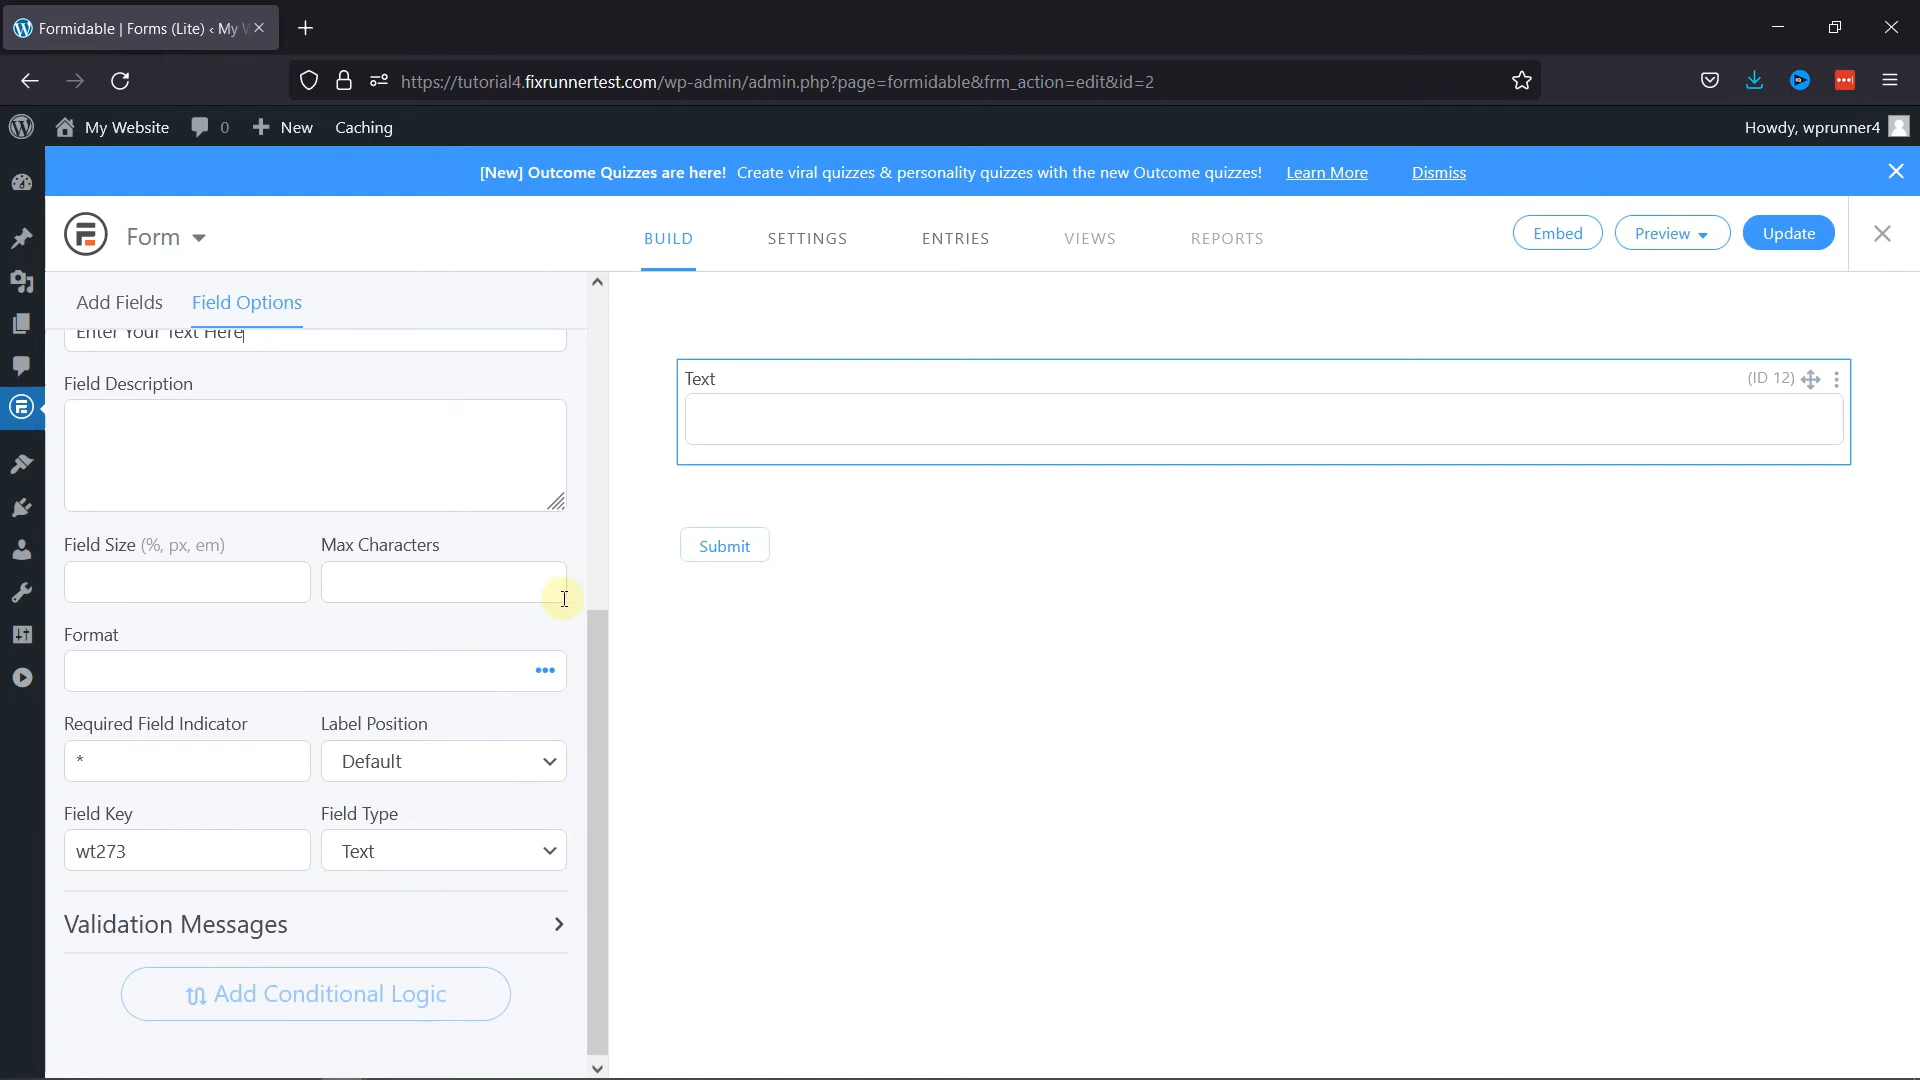 Formidable | Forms (Lite) ‹ My W
https://tutorial4.fixrunnertest.com/wp-admin/admin.php?page=formidable&frm_action=edit&id=2
My Website
0
New
Caching
Howdy, wprunner4
[New] Outcome Quizzes are here! Create viral quizzes & personality quizzes with the new Outcome quizzes! Learn More Dismiss
Form
BUILD
SETTINGS
ENTRIES
VIEWS
REPORTS
Embed
Preview
Update
Add Fields
Field Options
Enter Your Text Here
Field Description
Field Size (%, px, em)
Max Characters
Format
Required Field Indicator
Label Position
*
Default
Field Key
Field Type
wt273
Text
Validation Messages
Add Conditional Logic
Text
(ID 12)
Submit